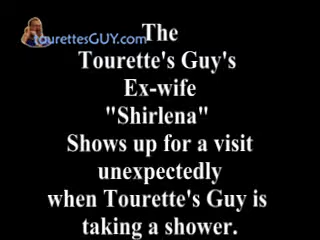 tourettesGUY.com
The
Tourette's Guy's
Ex-wife
"Shirlena"
Shows up for a visit
unexpectedly
when Tourette's Guy is
taking a shower.